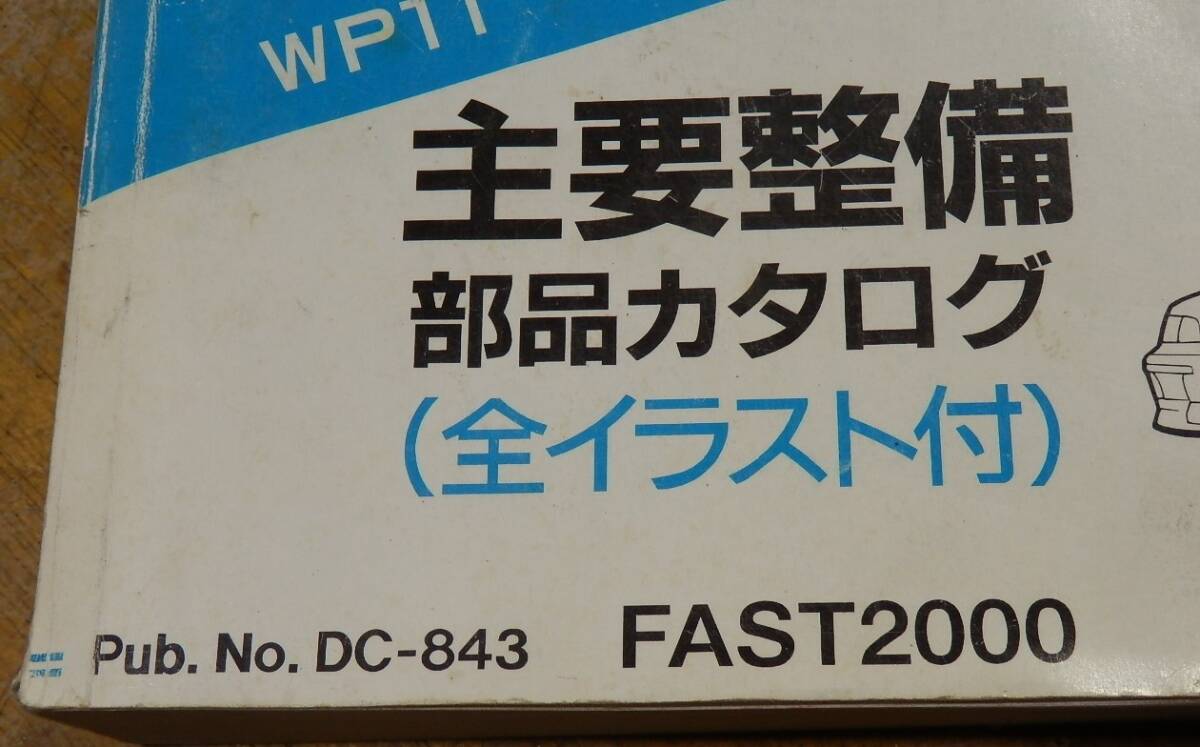 WP11
主要整備
部品カタログ
(全イラスト付)
Pub. No. DC-843 FAST2000